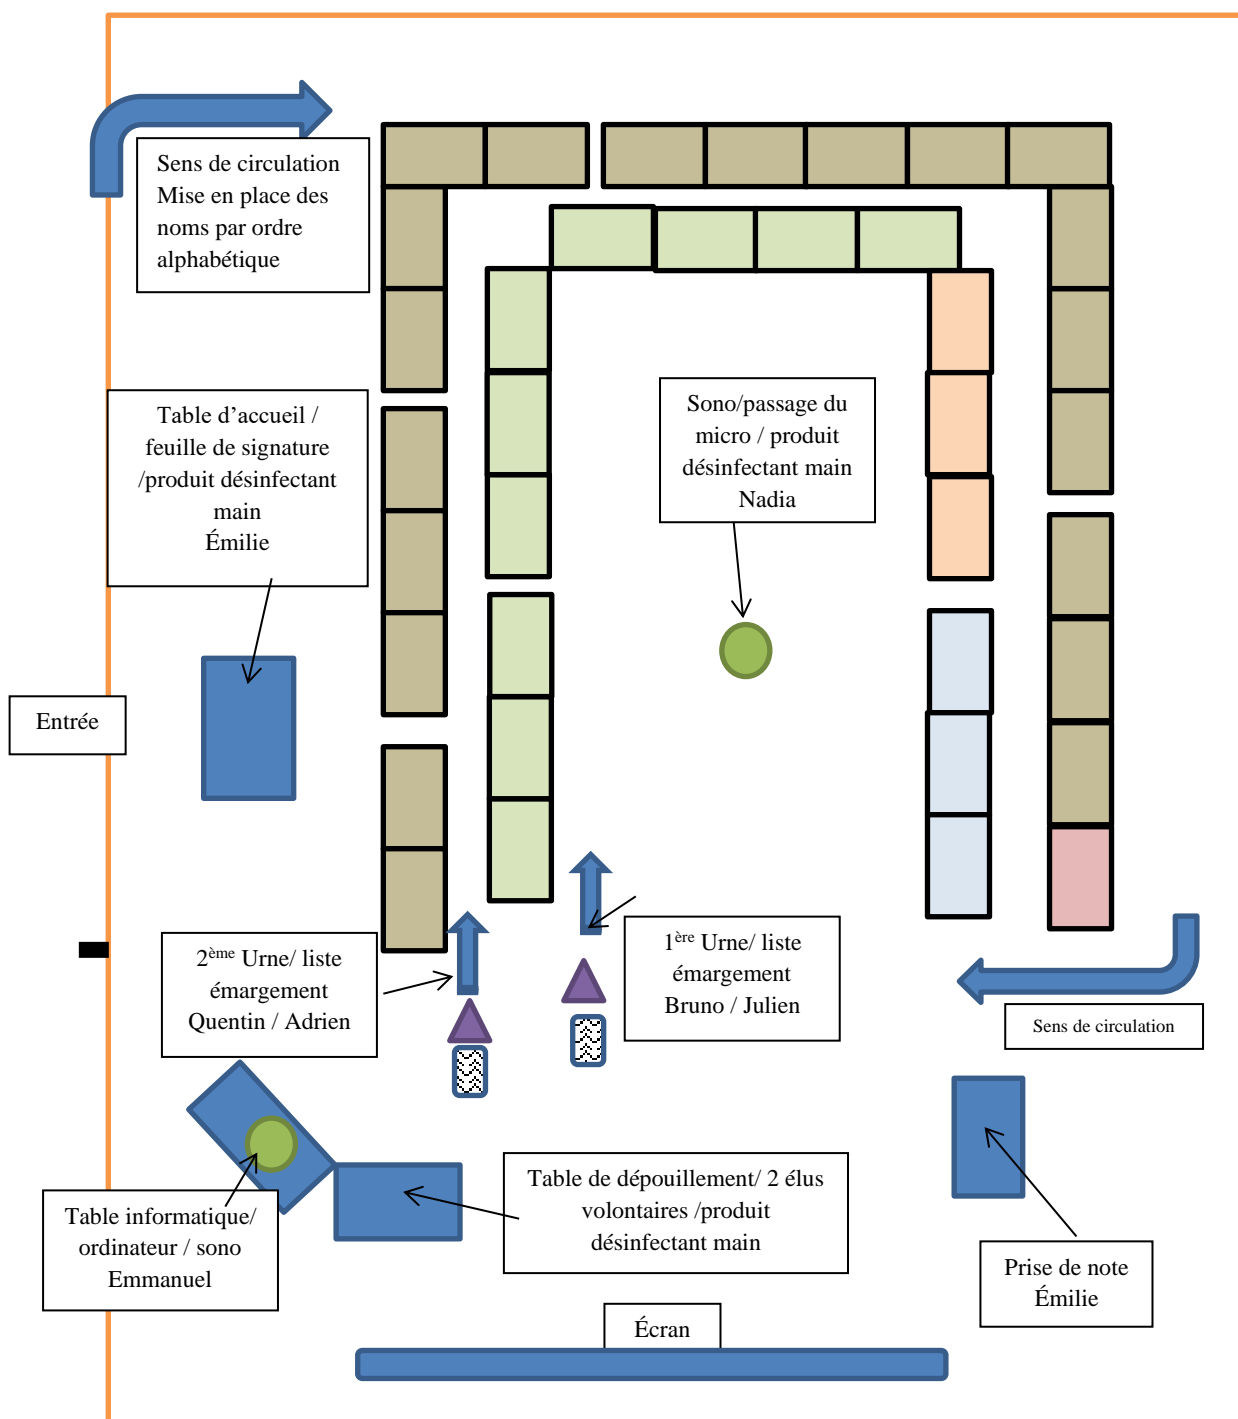 Sens de circulation
Mise en place des
noms par ordre
alphabétique
Table d’accueil /
feuille de signature
/produit désinfectant
main
Émilie
Sono/passage du
micro / produit
désinfectant main
Nadia
Entrée
2ème Urne/ liste
émargement
Quentin / Adrien
1ère Urne/ liste
émargement
Bruno / Julien
Sens de circulation
Table informatique/
ordinateur / sono
Emmanuel
Table de dépouillement/ 2 élus
volontaires /produit
désinfectant main
Prise de note
Émilie
Écran